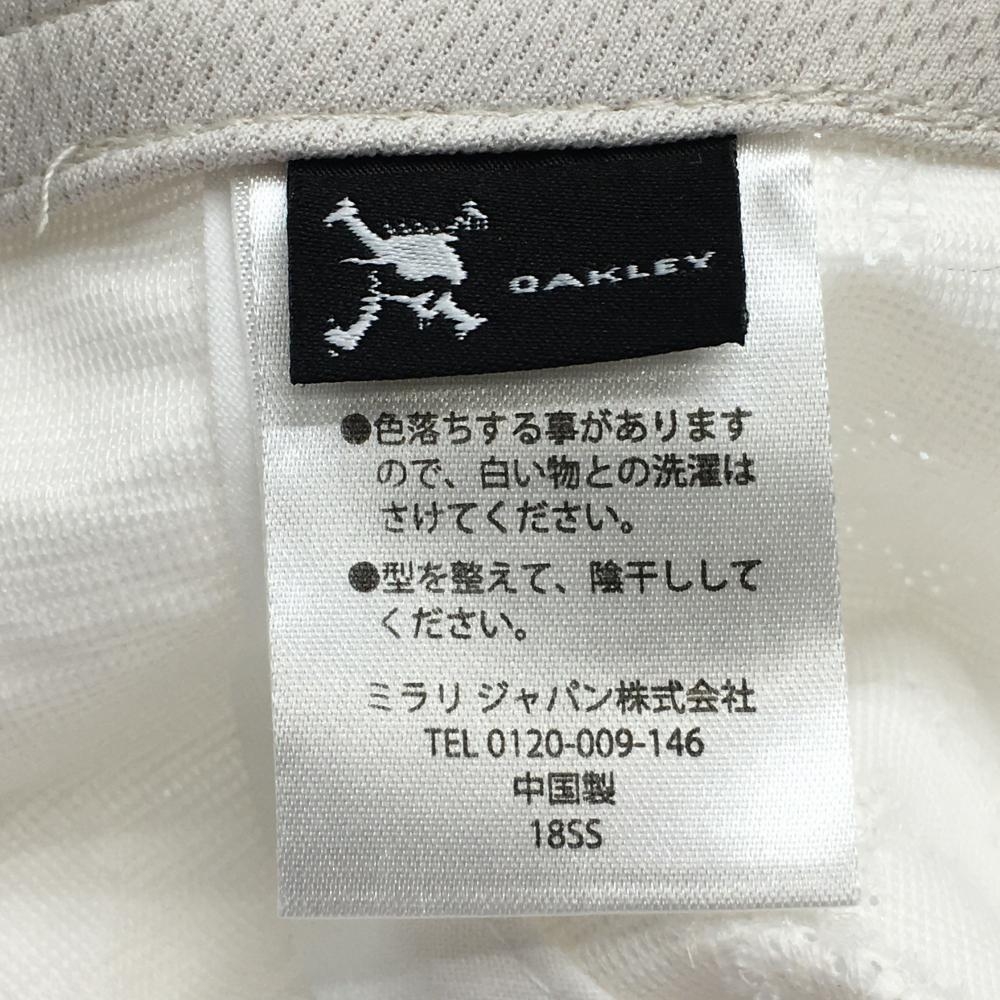 OAKLEY
●色落ちする事があります
ので、白い物との洗濯は
さけてください。
●型を整えて、陰干しして
ください。
ミラリ ジャパン株式会社
TEL 0120-009-146
中国製
18SS